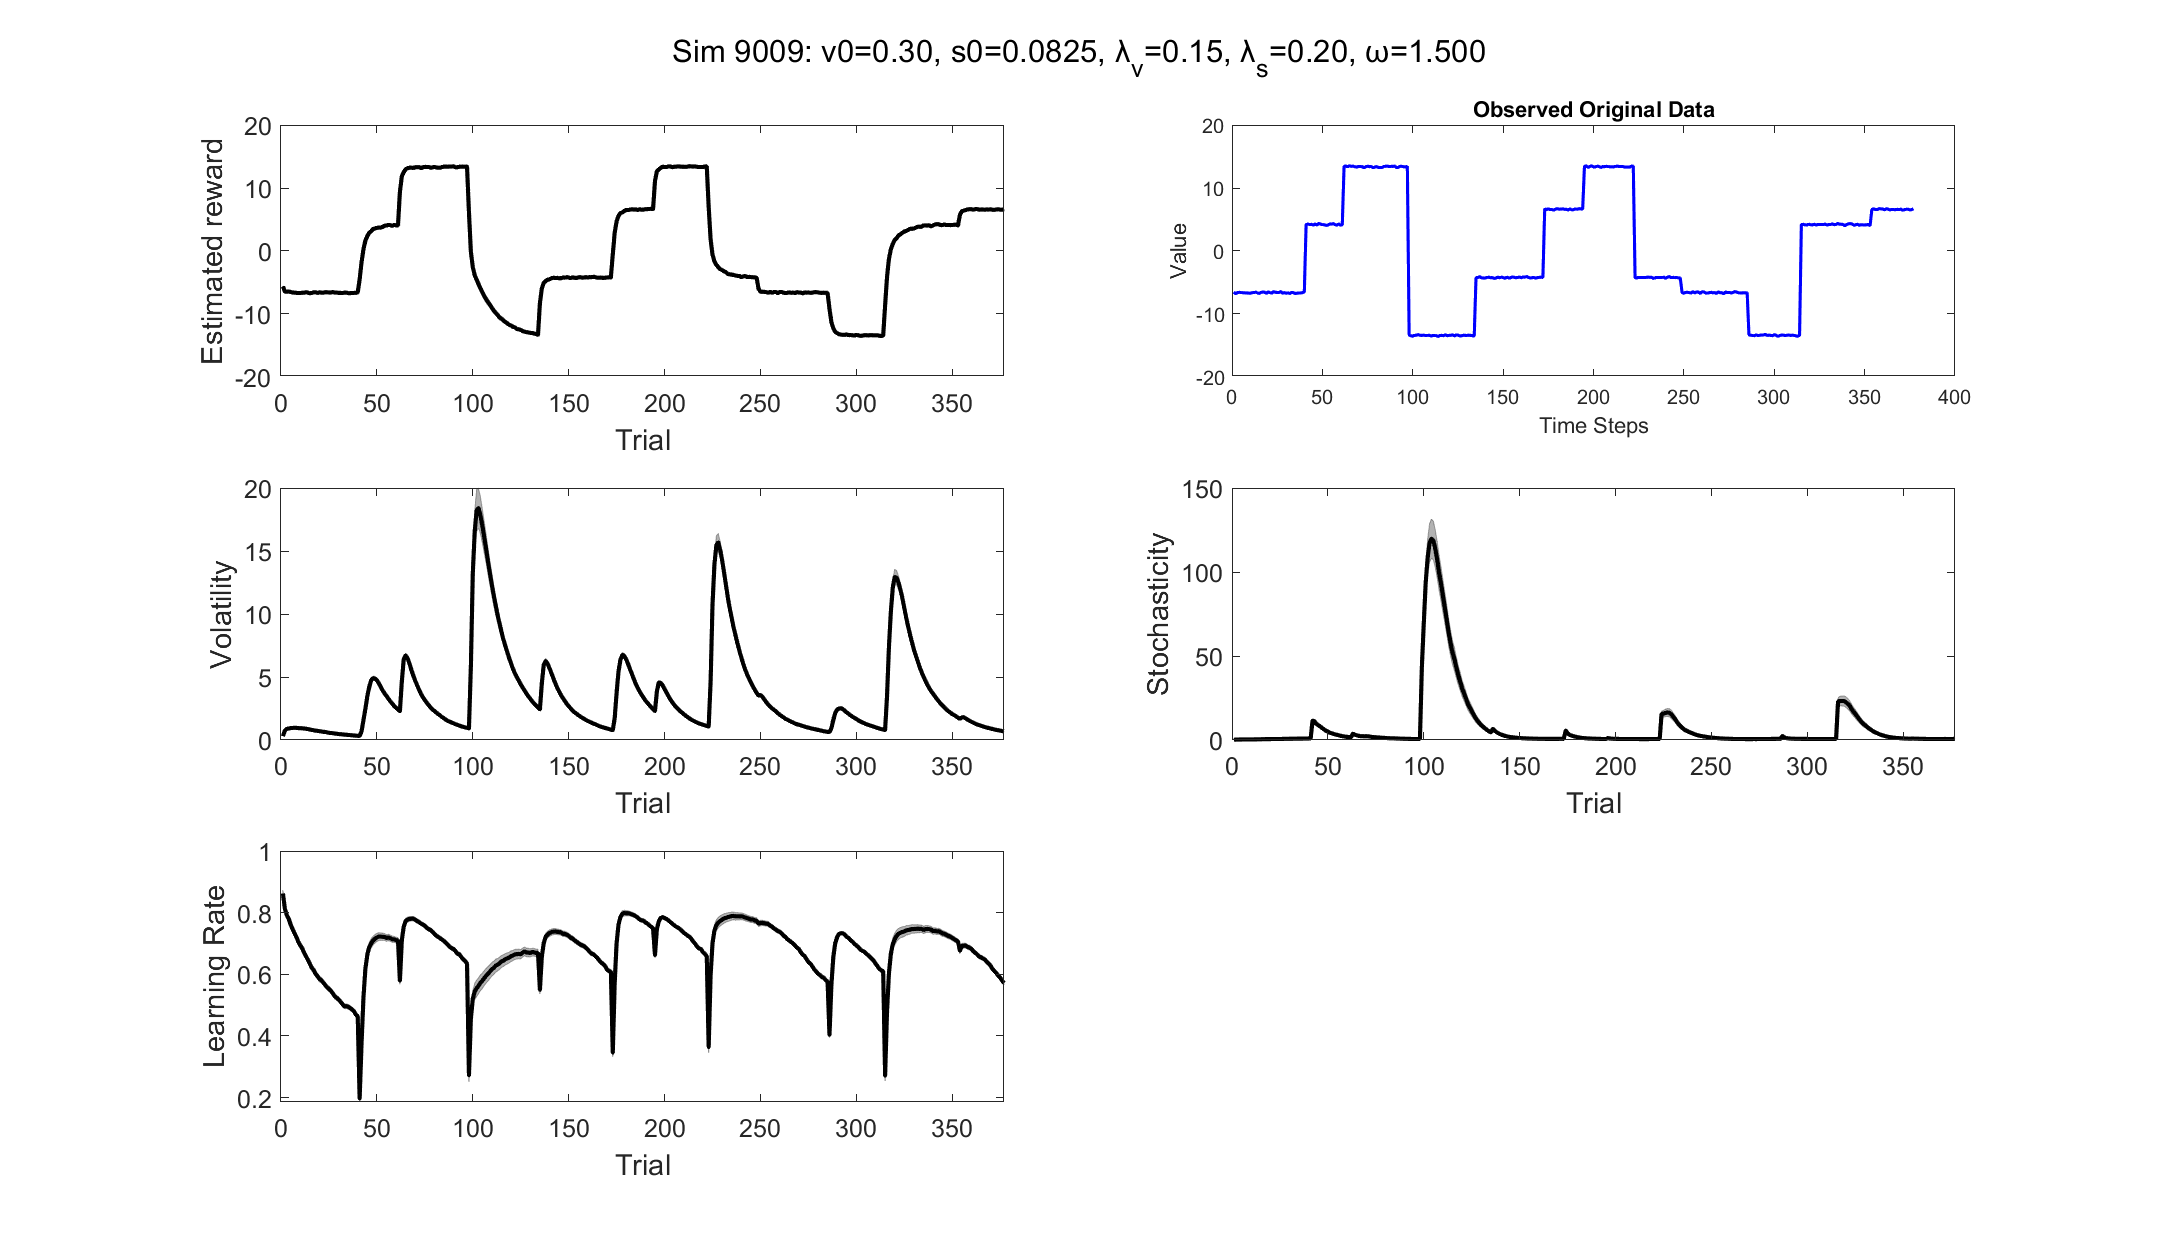 Sim 9009: v0=0.30, s0=0.0825, λv=0.15, λs=0.20, ω=1.500
Estimated reward
20
10
0
-10
-20
0 50 100 150 200 250 300 350
Trial
Observed Original Data
Value
20
10
0
-10
-20
0 50 100 150 200 250 300 350 400
Time Steps
Volatility
20
15
10
5
0
0 50 100 150 200 250 300 350
Trial
Stochasticity
150
100
50
0
0 50 100 150 200 250 300 350
Trial
Learning Rate
1
0.8
0.6
0.4
0.2
0 50 100 150 200 250 300 350
Trial